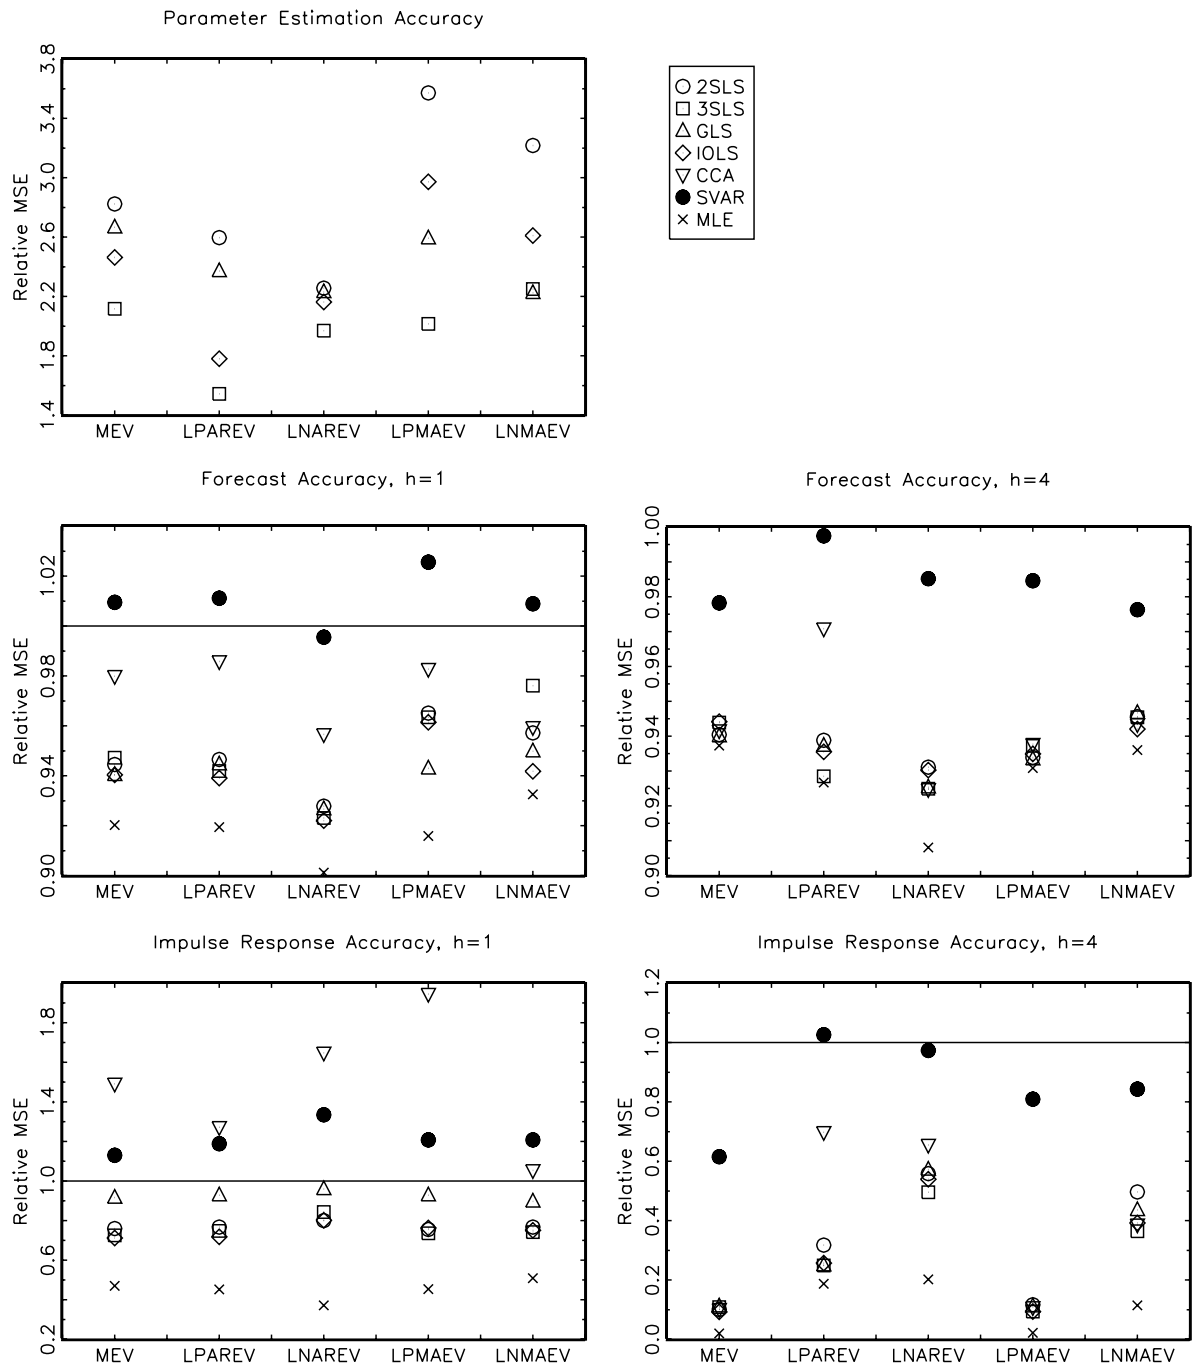 Parameter Estimation Accuracy
Relative MSE
3.8
3.4
3.0
2.6
2.2
1.8
1.4
MEV LPAREV LNAREV LPMAEV LNMAEV
2SLS
3SLS
GLS
IOLS
CCA
SVAR
MLE
Forecast Accuracy, h=1
Relative MSE
1.02
0.98
0.94
0.90
MEV LPAREV LNAREV LPMAEV LNMAEV
Forecast Accuracy, h=4
Relative MSE
1.00
0.98
0.96
0.94
0.92
0.90
MEV LPAREV LNAREV LPMAEV LNMAEV
Impulse Response Accuracy, h=1
Relative MSE
1.8
1.4
1.0
0.6
0.2
MEV LPAREV LNAREV LPMAEV LNMAEV
Impulse Response Accuracy, h=4
Relative MSE
1.2
1.0
0.8
0.6
0.4
0.2
0.0
MEV LPAREV LNAREV LPMAEV LNMAEV